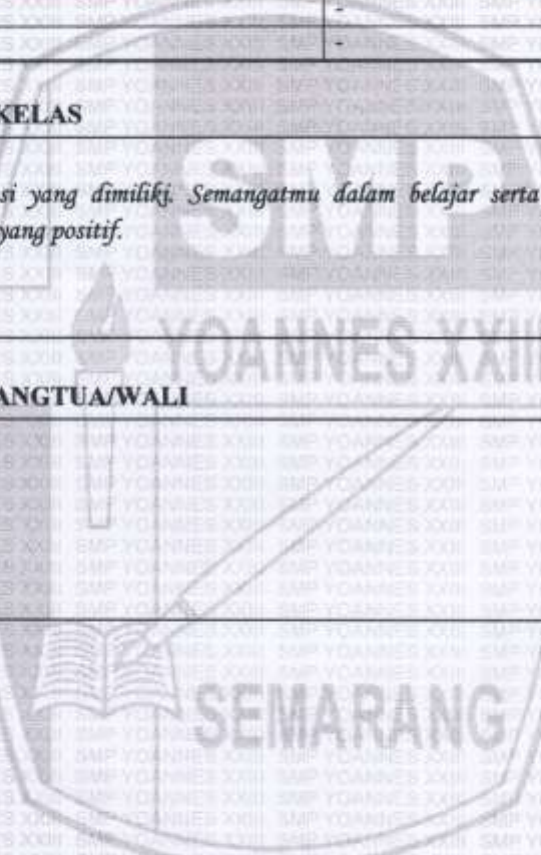 -
-
KELAS
si yang dimiliki. Semangatmu dalam belajar serta
yang positif.
SMP
YOANNES XXIII
ANGTUA/WALI
SEMARANG